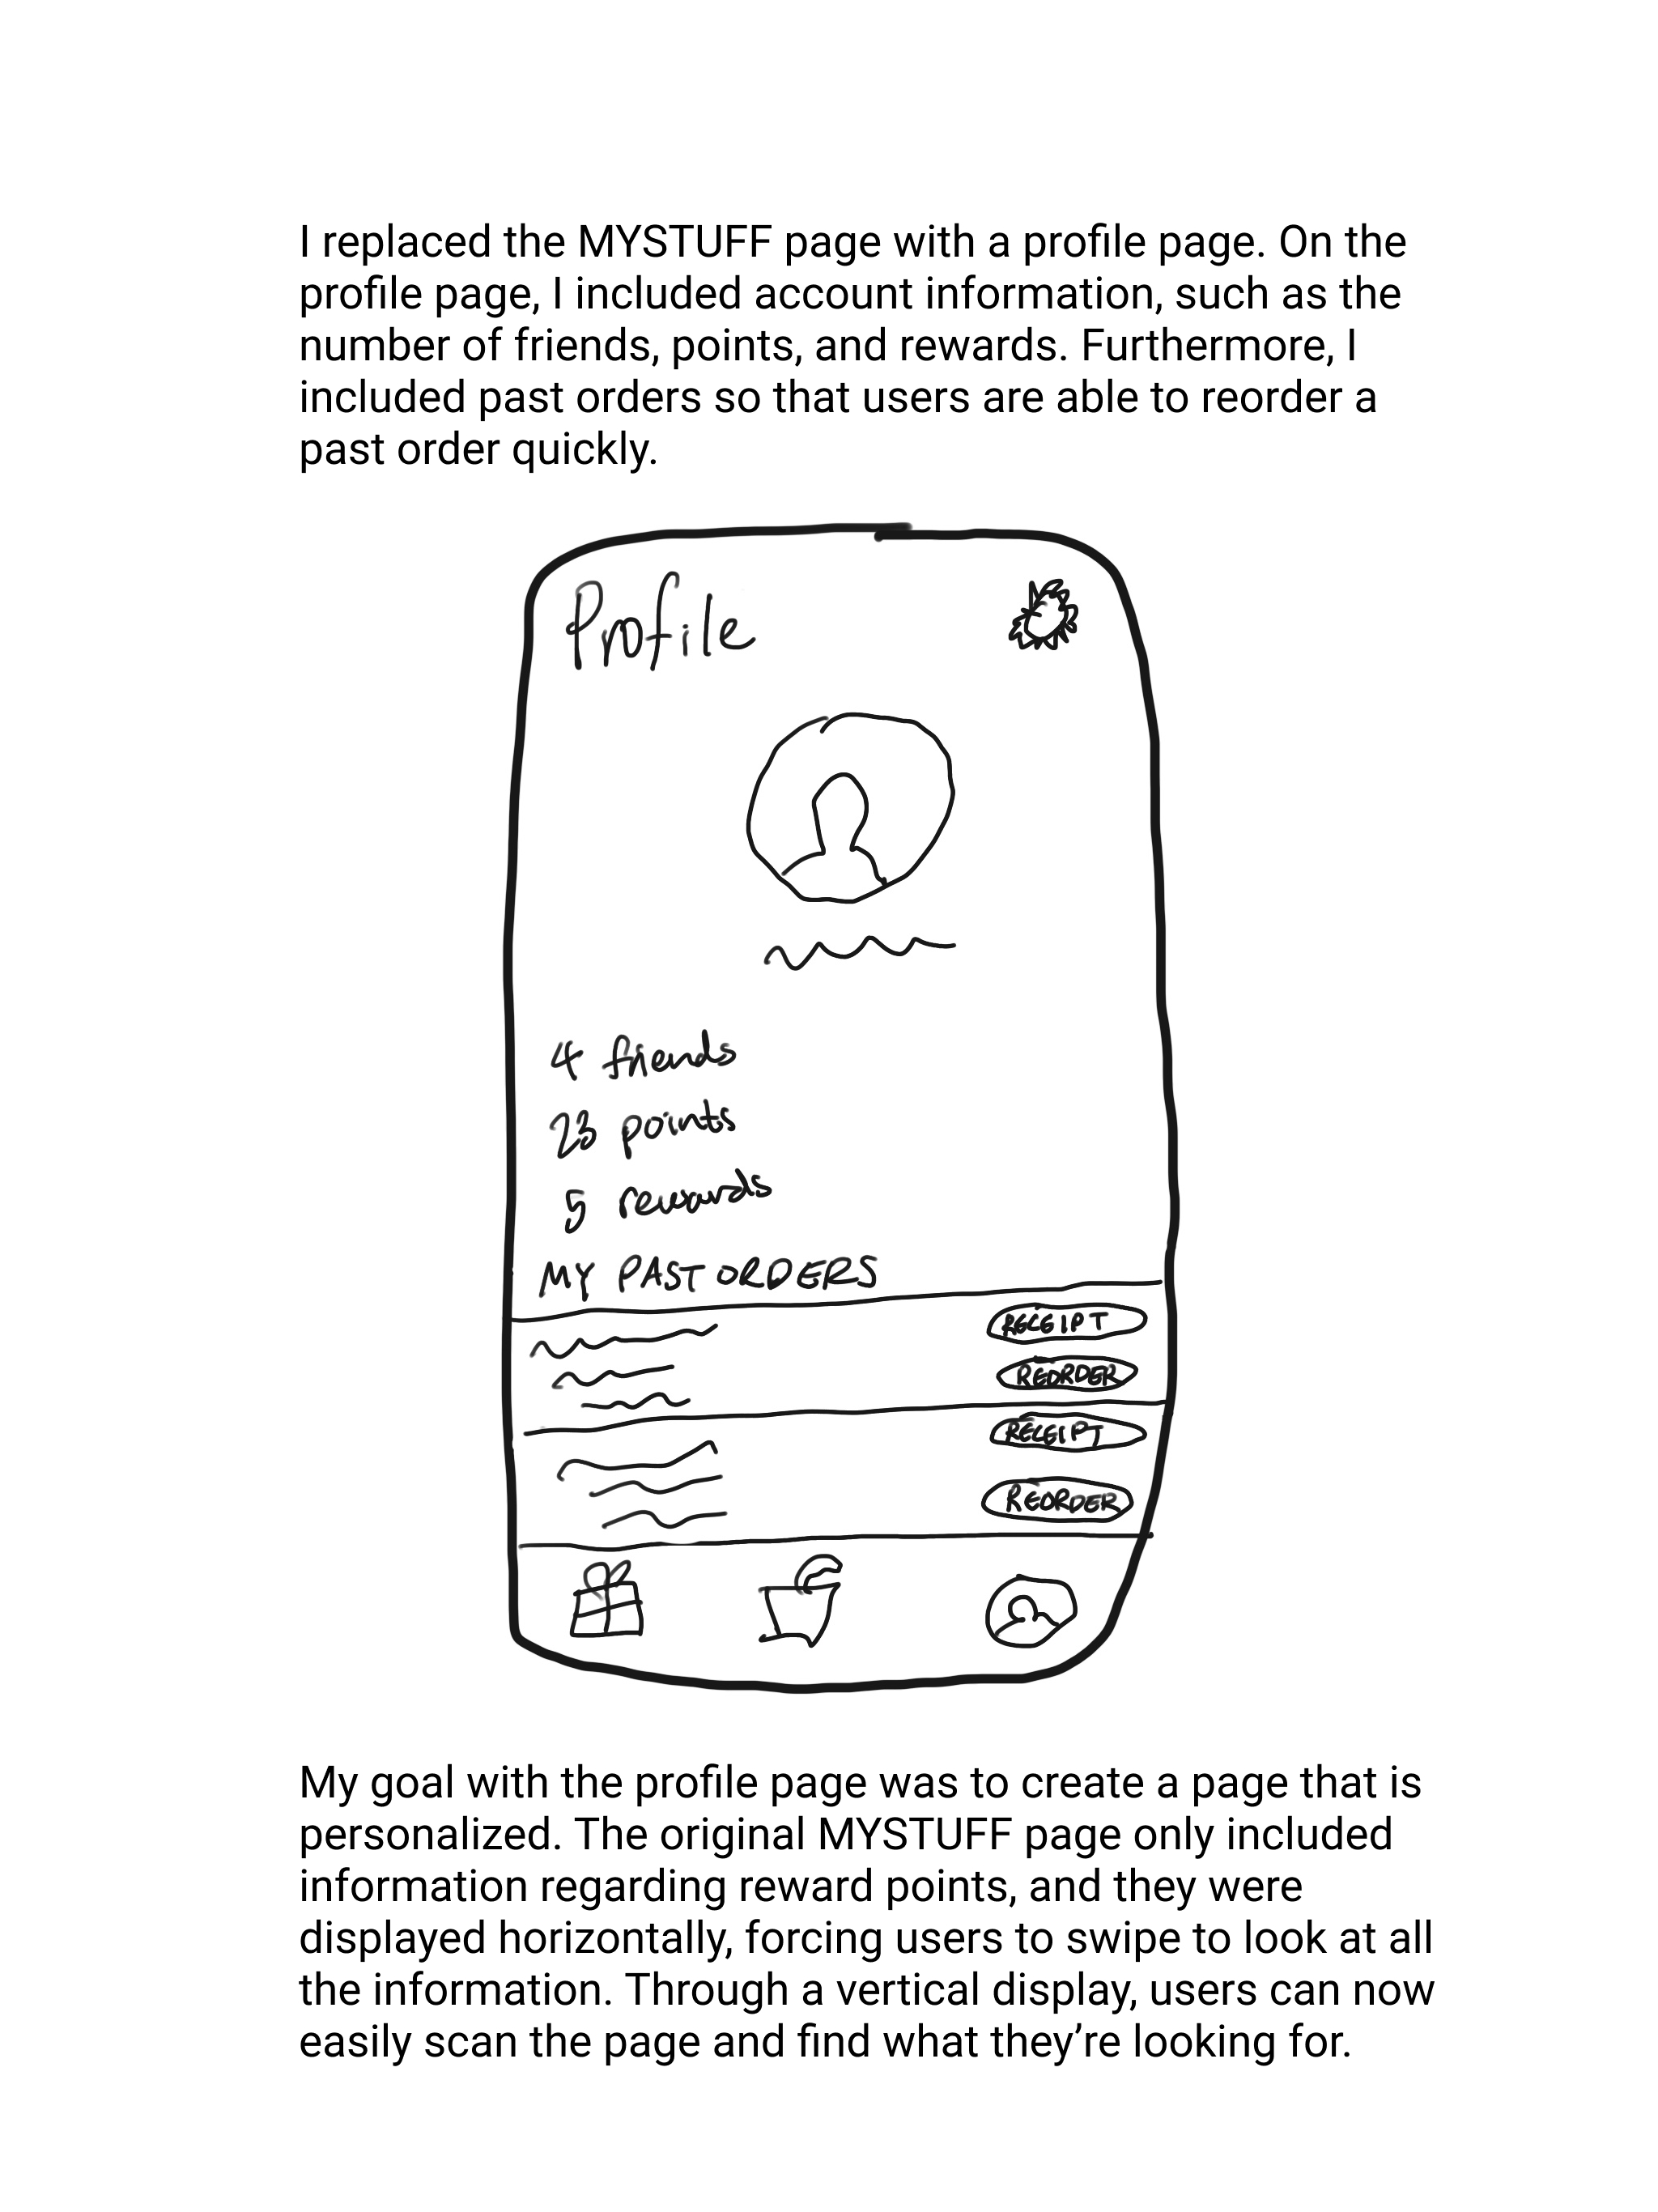 I replaced the MYSTUFF page with a profile page. On the
profile page, I included account information, such as the
number of friends, points, and rewards. Furthermore, I
included past orders so that users are able to reorder a
past order quickly.
Profile
4 friends
23 points
5 rewards
MY PAST ORDERS
RECEIPT
REORDER
RECEIPT
REORDER
My goal with the profile page was to create a page that is
personalized. The original MYSTUFF page only included
information regarding reward points, and they were
displayed horizontally, forcing users to swipe to look at all
the information. Through a vertical display, users can now
easily scan the page and find what they’re looking for.